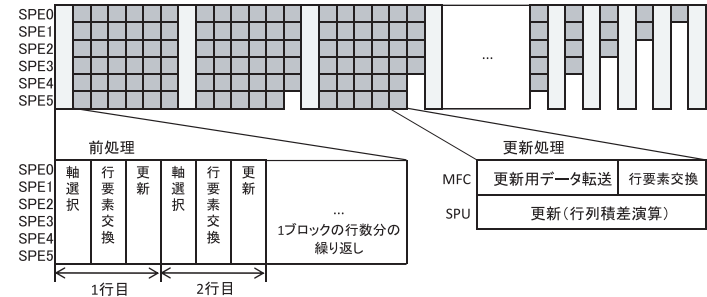 SPE0
SPE1
SPE2
SPE3
SPE4
SPE5
...
前処理
更新処理
SPE0
SPE1
SPE2
SPE3
SPE4
SPE5
軸選択
行要素交換
更新
軸選択
行要素交換
更新
...
1ブロックの行数分の
繰り返し
MFC
更新用データ転送
行要素交換
SPU
更新(行列積差演算)
1行目
2行目